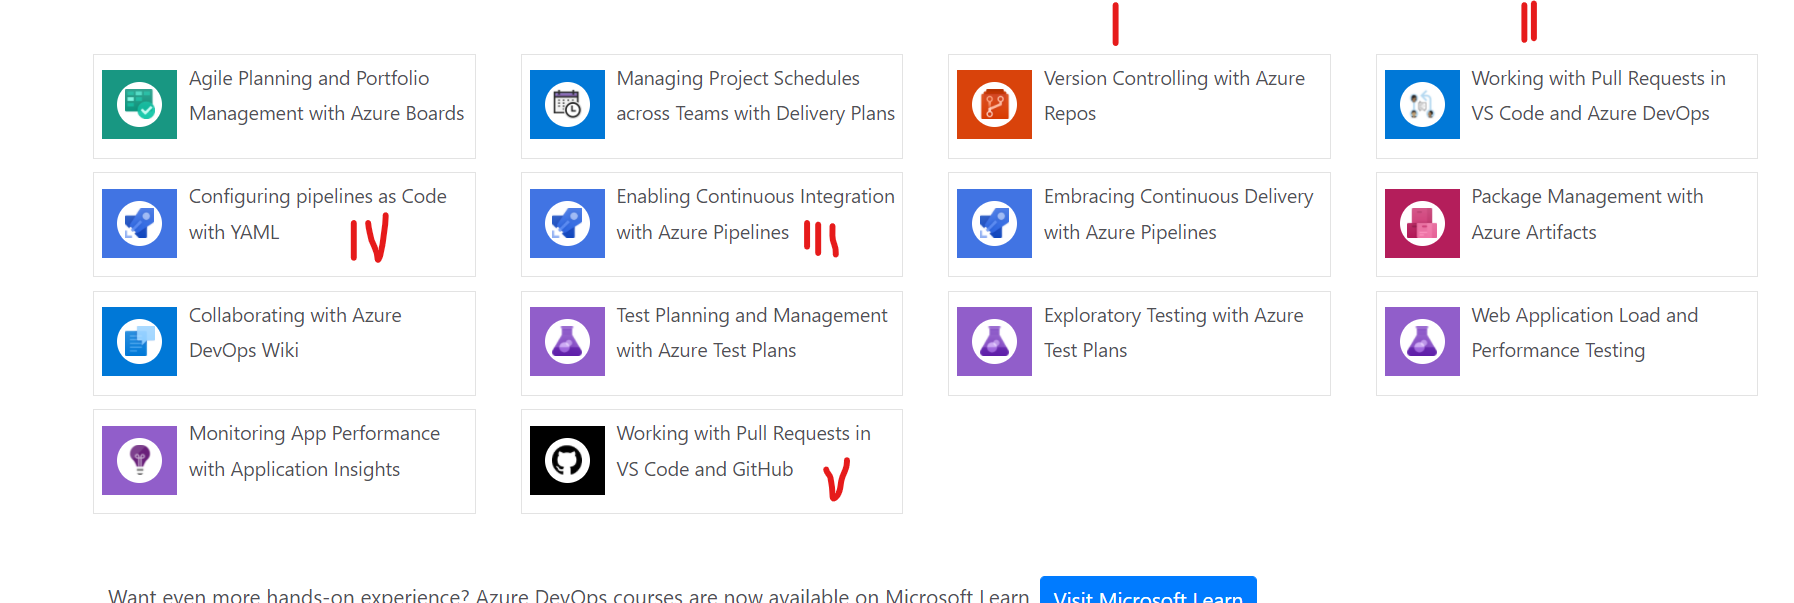 I
II
Agile Planning and Portfolio
Management with Azure Boards
Managing Project Schedules
across Teams with Delivery Plans
Version Controlling with Azure
Repos
Working with Pull Requests in
VS Code and Azure DevOps
Configuring pipelines as Code
with YAML
IV
Enabling Continuous Integration
with Azure Pipelines
III
Embracing Continuous Delivery
with Azure Pipelines
Package Management with
Azure Artifacts
Collaborating with Azure
DevOps Wiki
Test Planning and Management
with Azure Test Plans
Exploratory Testing with Azure
Test Plans
Web Application Load and
Performance Testing
Monitoring App Performance
with Application Insights
Working with Pull Requests in
VS Code and GitHub
V
Want even more hands-on experience? Azure DevOps courses are now available on Microsoft Learn
Visit Microsoft Learn